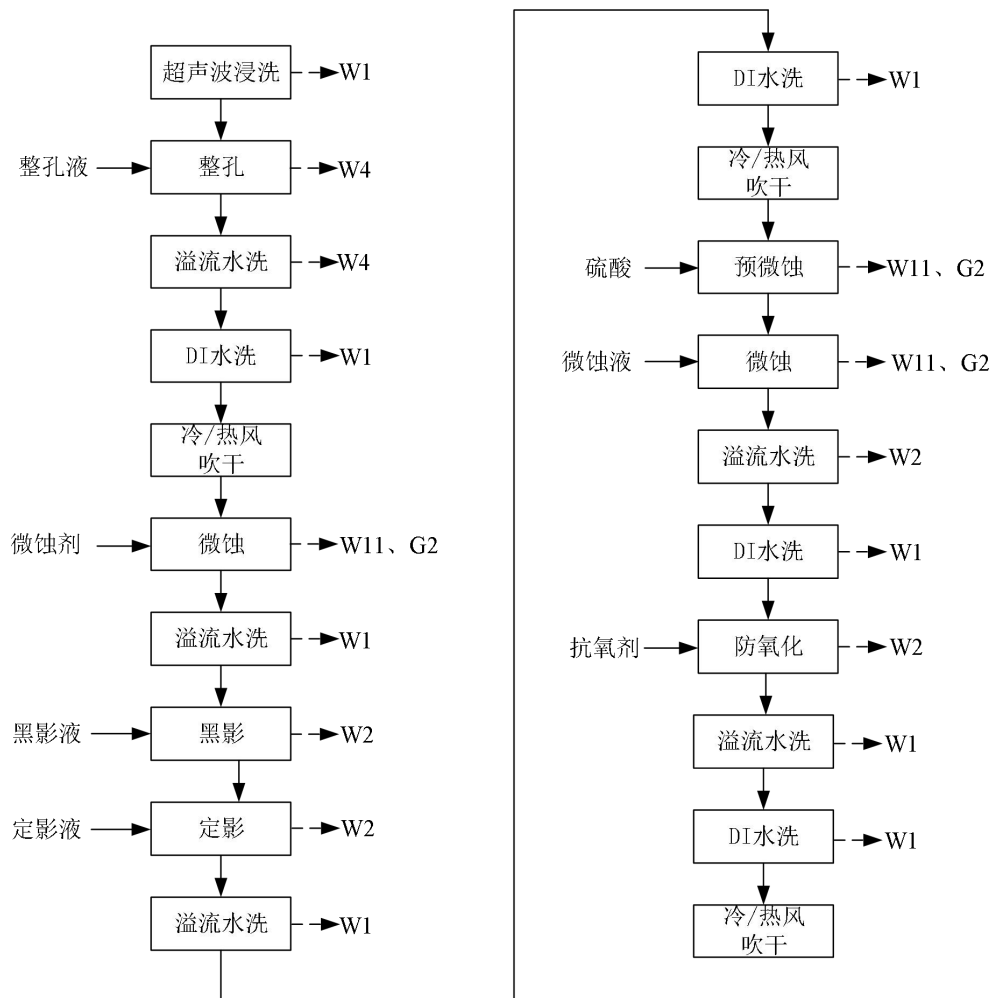 超声波浸洗
W1
整孔液
整孔
W4
溢流水洗
W4
DI水洗
W1
冷/热风
吹干
微蚀剂
微蚀
W11、G2
溢流水洗
W1
黑影液
黑影
W2
定影液
定影
W2
溢流水洗
W1
DI水洗
W1
冷/热风
吹干
硫酸
预微蚀
W11、G2
微蚀液
微蚀
W11、G2
溢流水洗
W2
DI水洗
W1
抗氧剂
防氧化
W2
溢流水洗
W1
DI水洗
W1
冷/热风
吹干